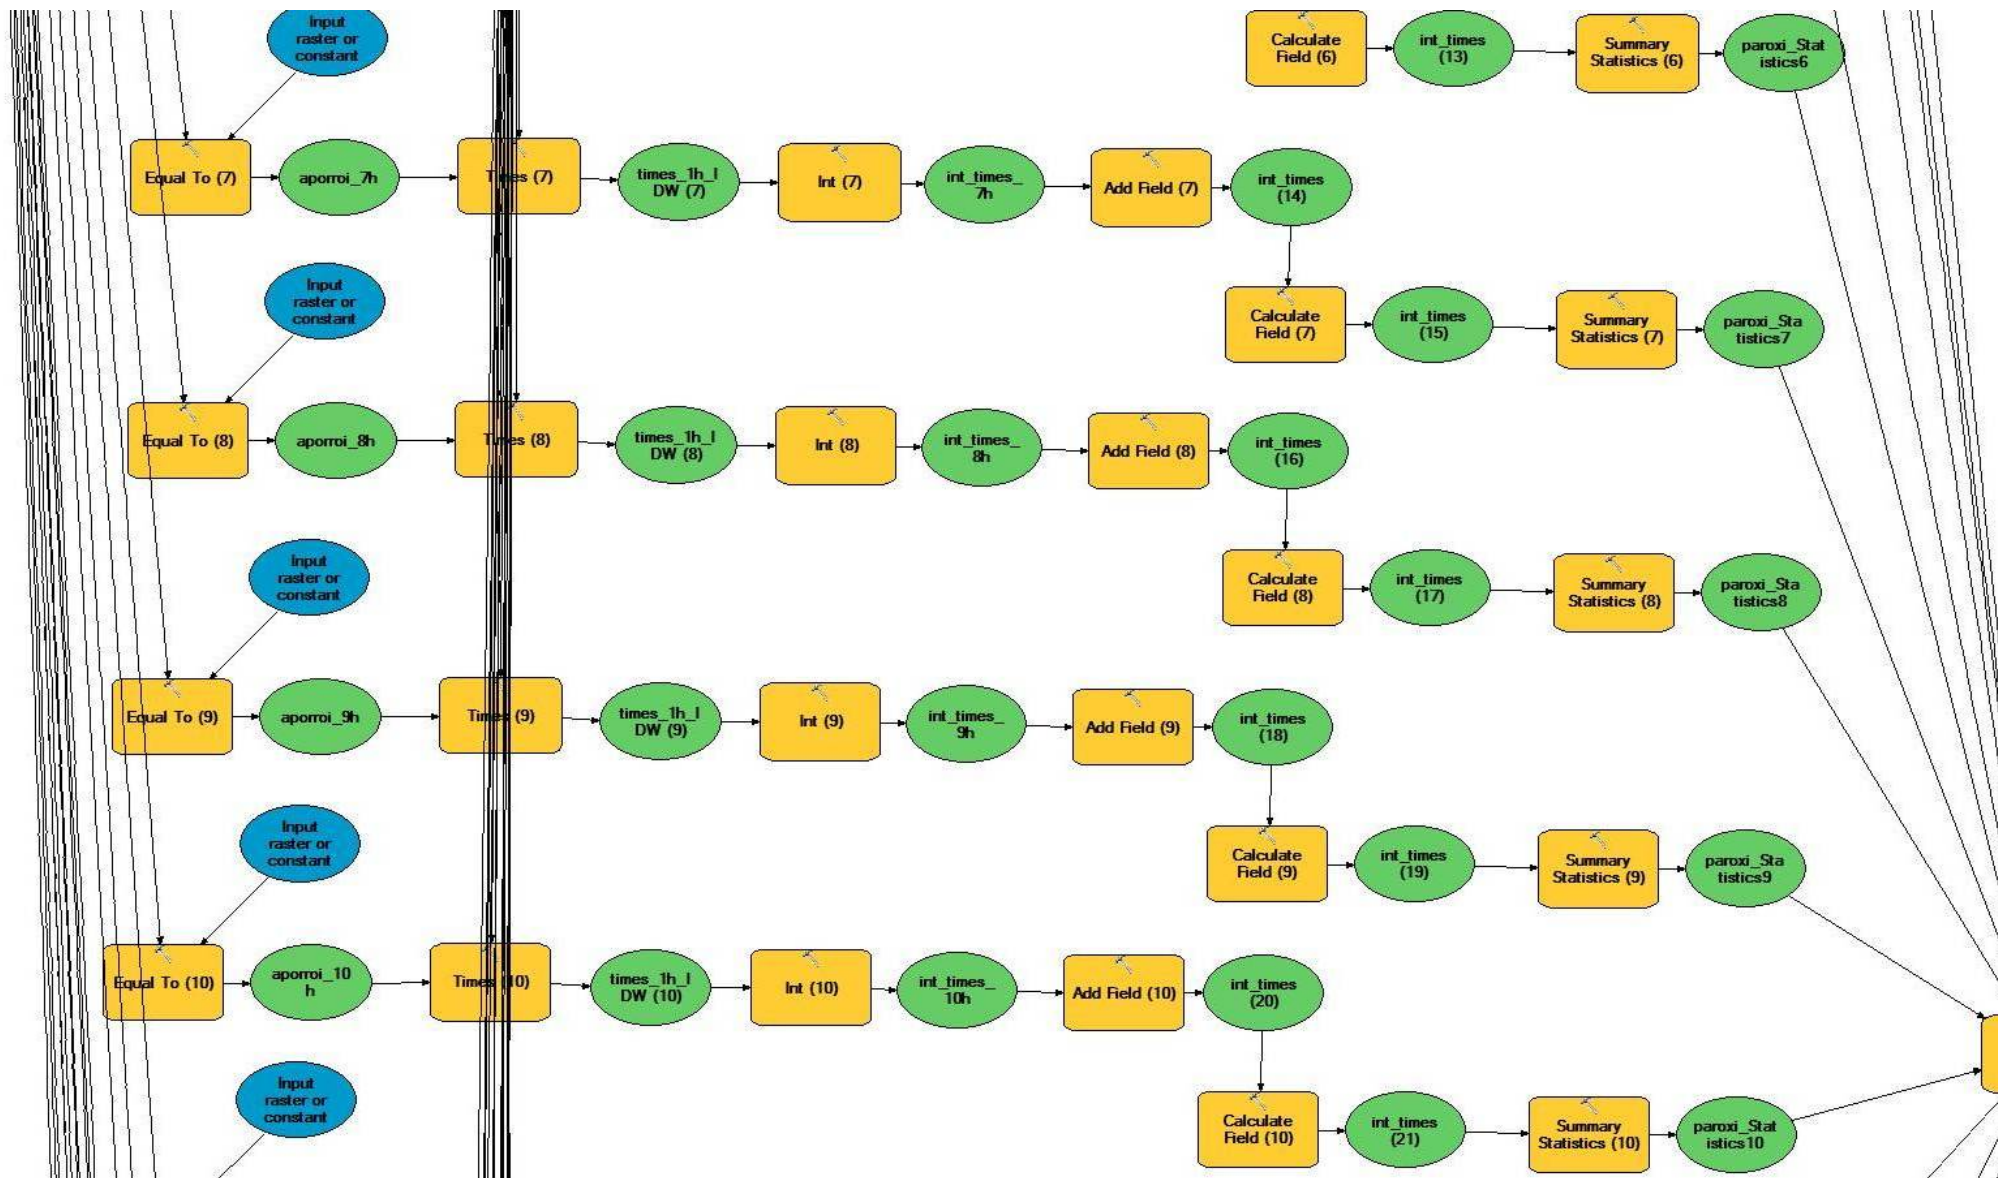 Input
raster or
constant
Calculate
Field (6)
int_times
(13)
Summary
Statistics (6)
paroxi_Stat
istics6
Equal To (7)
aporroi_7h
Times (7)
times_1h_I
DW (7)
Int (7)
int_times_
7h
Add Field (7)
int_times
(14)
Input
raster or
constant
Calculate
Field (7)
int_times
(15)
Summary
Statistics (7)
paroxi_Sta
tistics7
Equal To (8)
aporroi_8h
Times (8)
times_1h_I
DW (8)
Int (8)
int_times_
8h
Add Field (8)
int_times
(16)
Input
raster or
constant
Calculate
Field (8)
int_times
(17)
Summary
Statistics (8)
paroxi_Sta
tistics8
Equal To (9)
aporroi_9h
Times (9)
times_1h_I
DW (9)
Int (9)
int_times_
9h
Add Field (9)
int_times
(18)
Input
raster or
constant
Calculate
Field (9)
int_times
(19)
Summary
Statistics (9)
paroxi_Sta
tistics9
Equal To (10)
aporroi_10
h
Times (10)
times_1h_I
DW (10)
Int (10)
int_times_
10h
Add Field (10)
int_times
(20)
Input
raster or
constant
Calculate
Field (10)
int_times
(21)
Summary
Statistics (10)
paroxi_Stat
istics10